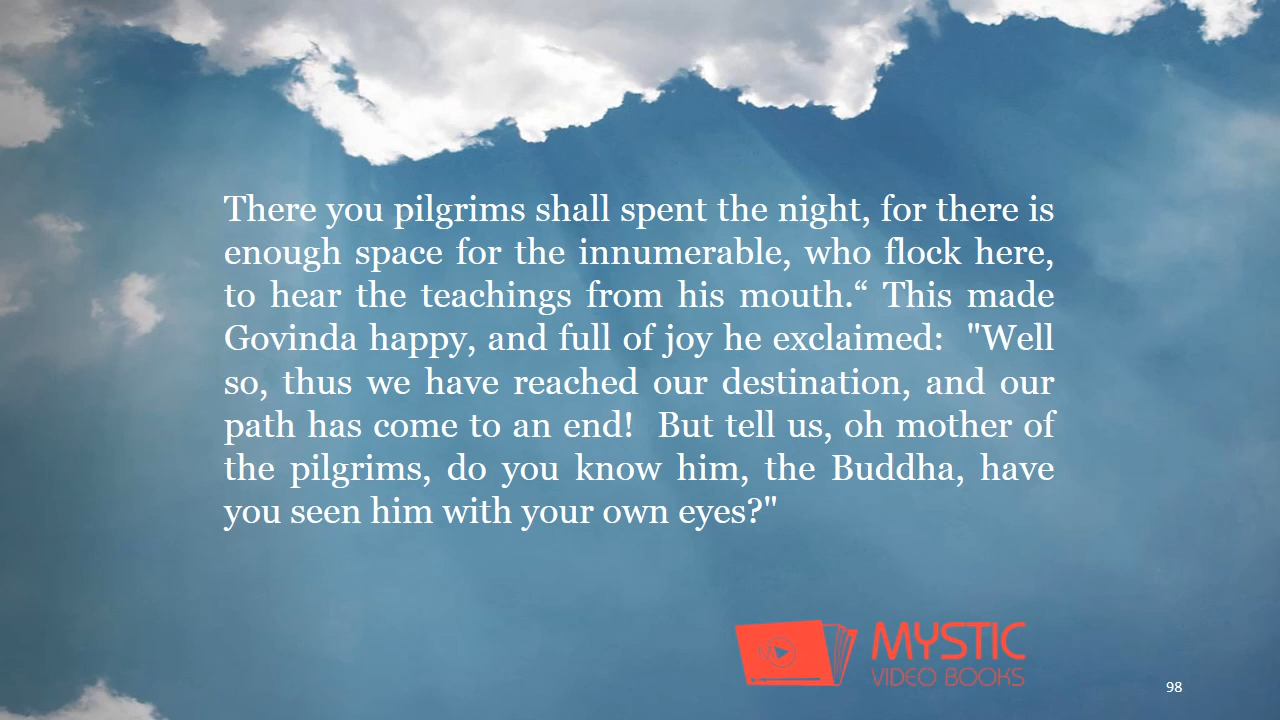 There you pilgrims shall spent the night, for there is
enough space for the innumerable, who flock here,
to hear the teachings from his mouth.“ This made
Govinda happy, and full of joy he exclaimed:  "Well
so, thus we have reached our destination, and our
path has come to an end!  But tell us, oh mother of
the pilgrims, do you know him, the Buddha, have
you seen him with your own eyes?"
MYSTIC
VIDEO BOOKS
98